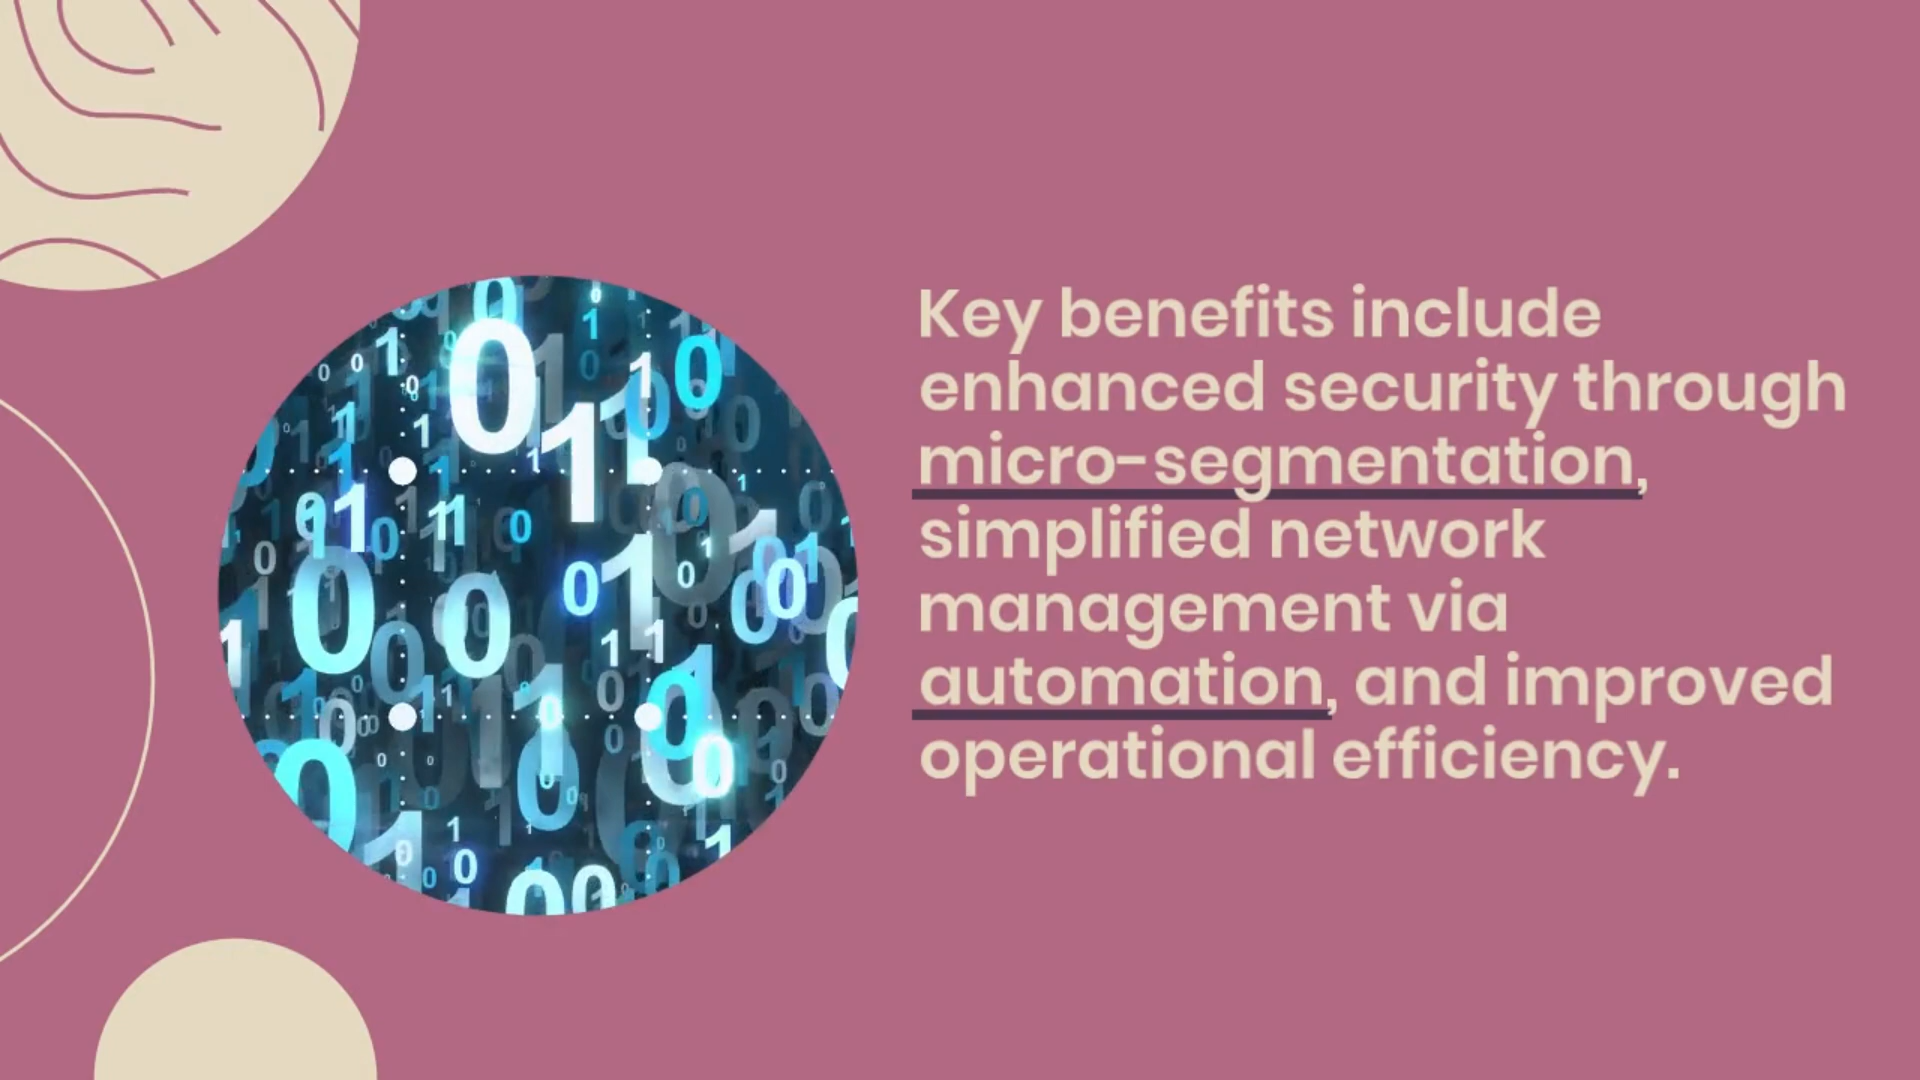 Key benefits include
enhanced security through
micro-segmentation,
simplified network
management via
automation, and improved
operational efficiency.